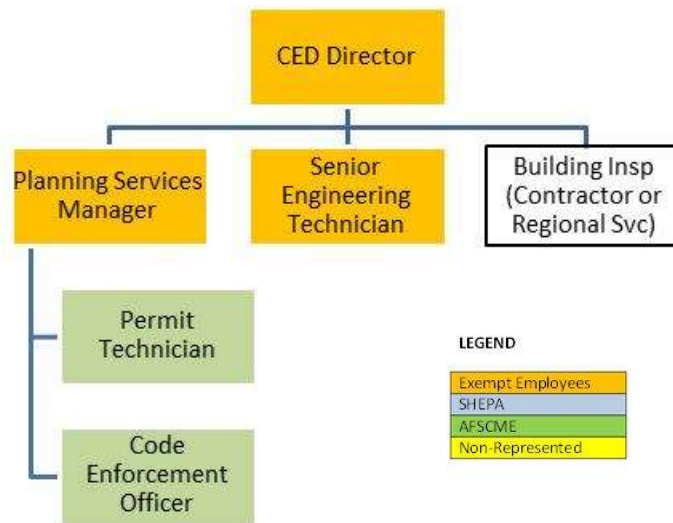 CED Director
Planning Services
Manager
Senior
Engineering
Technician
Building Insp
(Contractor or
Regional Svc)
Permit
Technician
Code
Enforcement
Officer
LEGEND
Exempt Employees
SHEPA
AFSCME
Non-Represented